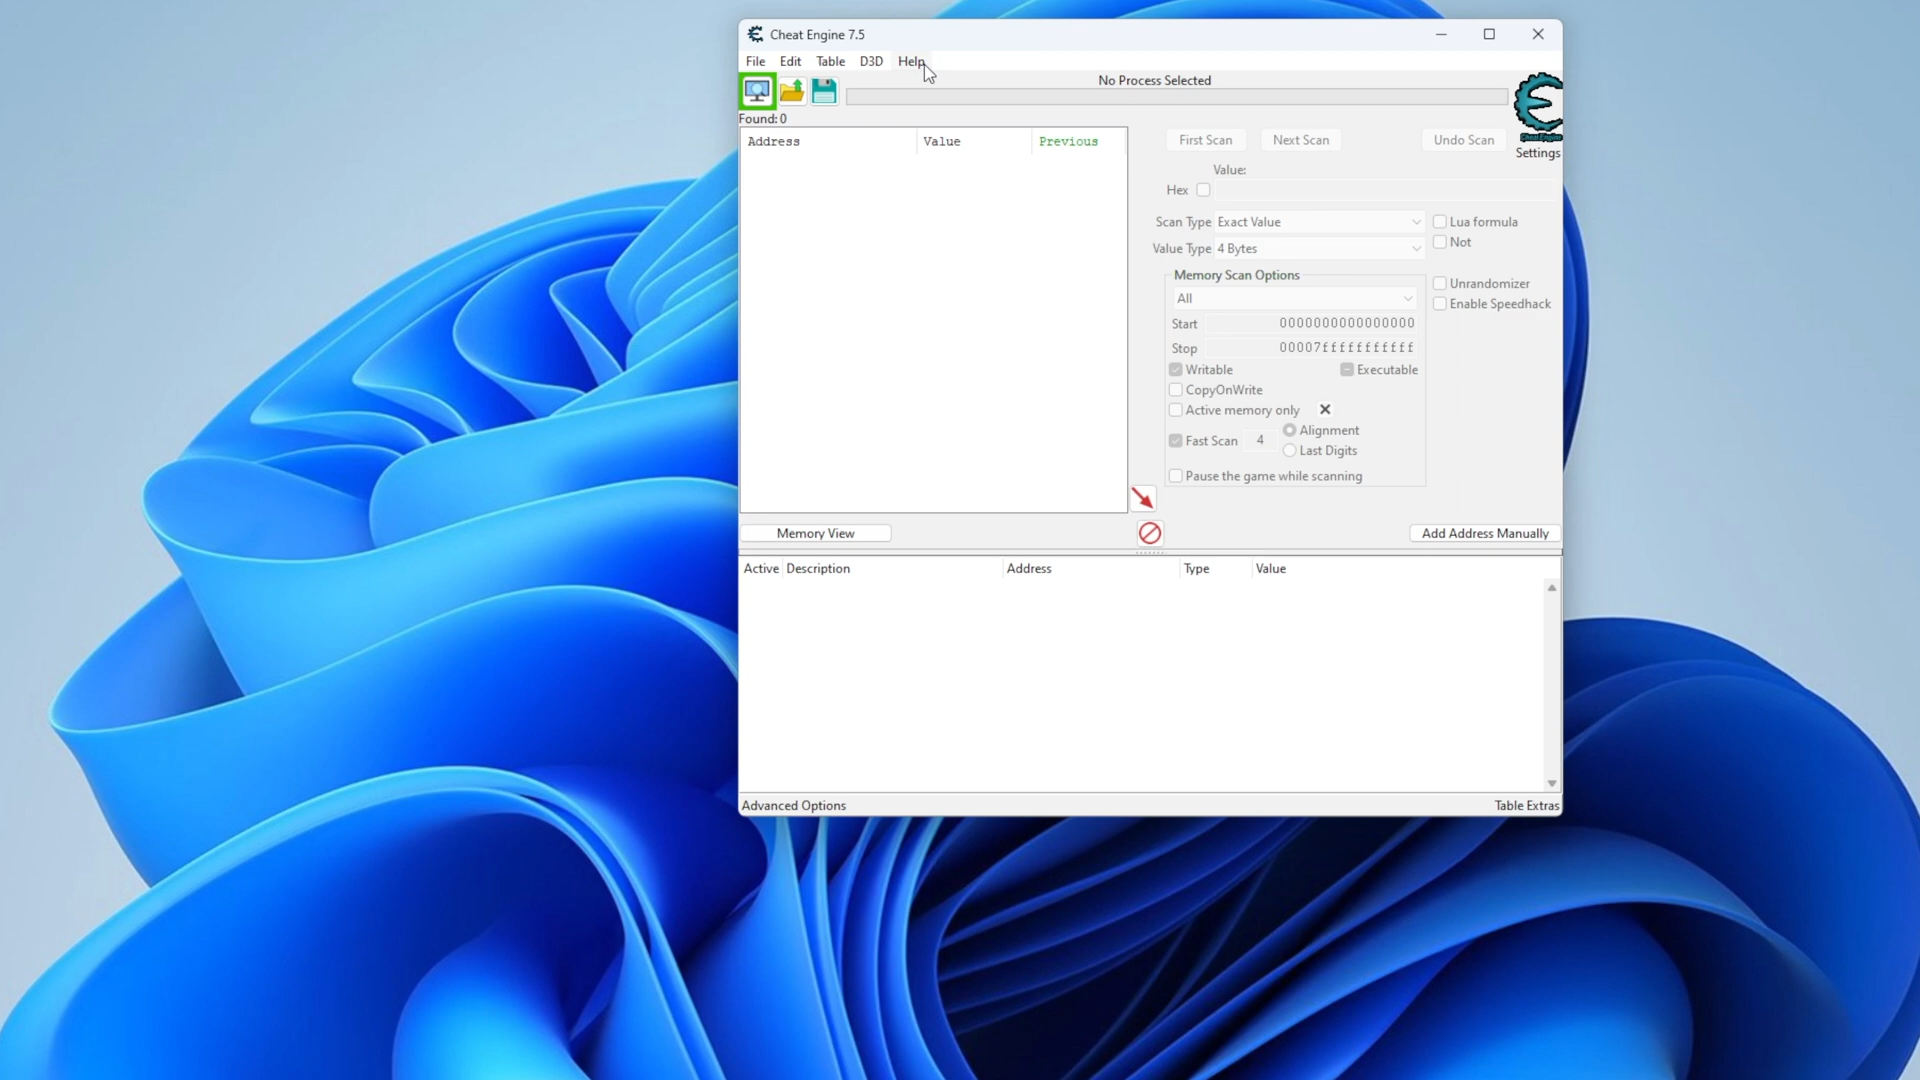 Cheat Engine 7.5
File Edit Table D3D Help
No Process Selected
Found: 0
Address Value Previous
First Scan Next Scan Undo Scan
Cheat Engine
Settings
Value:
Hex
Scan Type Exact Value Lua formula
Not
Value Type 4 Bytes
Memory Scan Options
All
Unrandomizer
Enable Speedhack
Start 0000000000000000
Stop 00007fffffffffff
Writable Executable
CopyOnWrite
Active memory only
Fast Scan 4 Alignment
Last Digits
Pause the game while scanning
Memory View Add Address Manually
Active Description Address Type Value
Advanced Options Table Extras